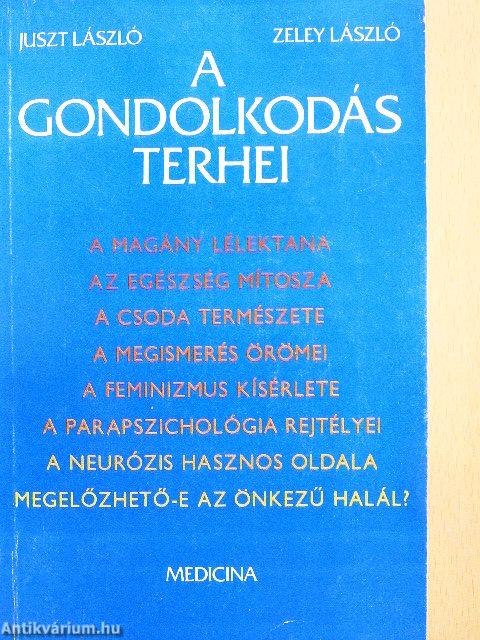 JUSZT LÁSZLÓ ZELEY LÁSZLÓ
A
GONDOLKODÁS
TERHEI
A MAGÁNY LÉLEKTANA
AZ EGÉSZSÉG MÍTOSZA
A CSODA TERMÉSZETE
A MEGISMERÉS ÖRÖMEI
A FEMINIZMUS KÍSÉRLETE
A PARAPSZICHOLÓGIA REJTÉLYEI
A NEURÓZIS HASZNOS OLDALA
MEGELŐZHETŐ-E AZ ÖNKEZŰ HALÁL?
MEDICINA
Antikvárium.hu